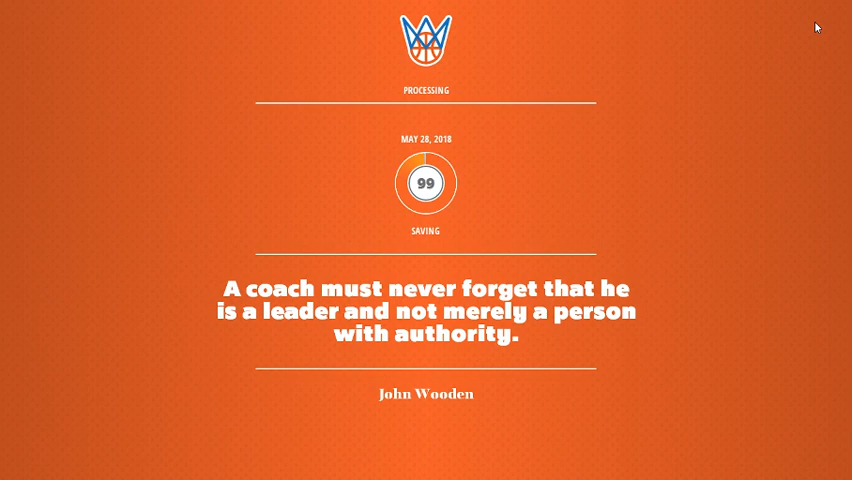 PROCESSING
MAY 28, 2018
99
SAVING
A coach must never forget that he
is a leader and not merely a person
with authority.
John Wooden